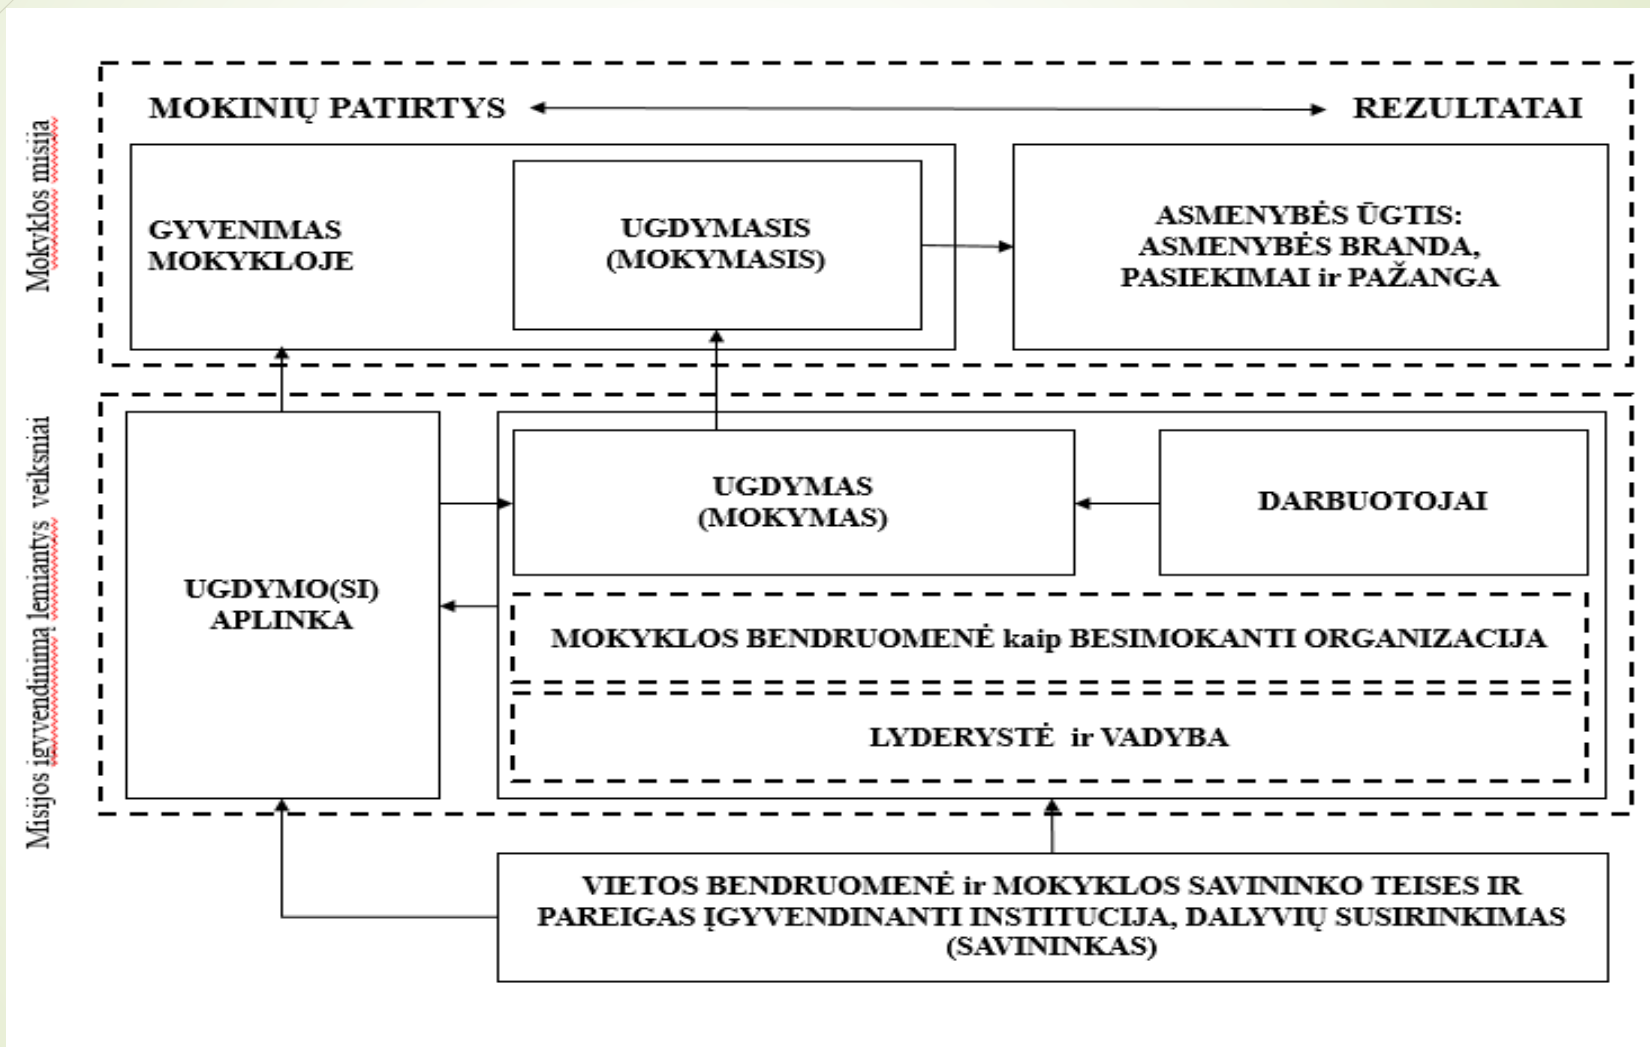 Mokyklos misija
MOKINIŲ PATIRTYS
REZULTATAI
GYVENIMAS
MOKYKLOJE
UGDYMASIS
(MOKYMASIS)
ASMENYBĖS ŪGTIS:
ASMENYBĖS BRANDA,
PASIEKIMAI ir PAŽANGA
Misijos įgyvendinimą lemiantys veiksniai
UGDYMO(SI)
APLINKA
UGDYMAS
(MOKYMAS)
DARBUOTOJAI
MOKYKLOS BENDRUOMENĖ kaip BESIMOKANTI ORGANIZACIJA
LYDERYSTĖ ir VADYBA
VIETOS BENDRUOMENĖ ir MOKYKLOS SAVININKO TEISES IR
PAREIGAS ĮGYVENDINANTI INSTITUCIJA, DALYVIŲ SUSIRINKIMAS
(SAVININKAS)